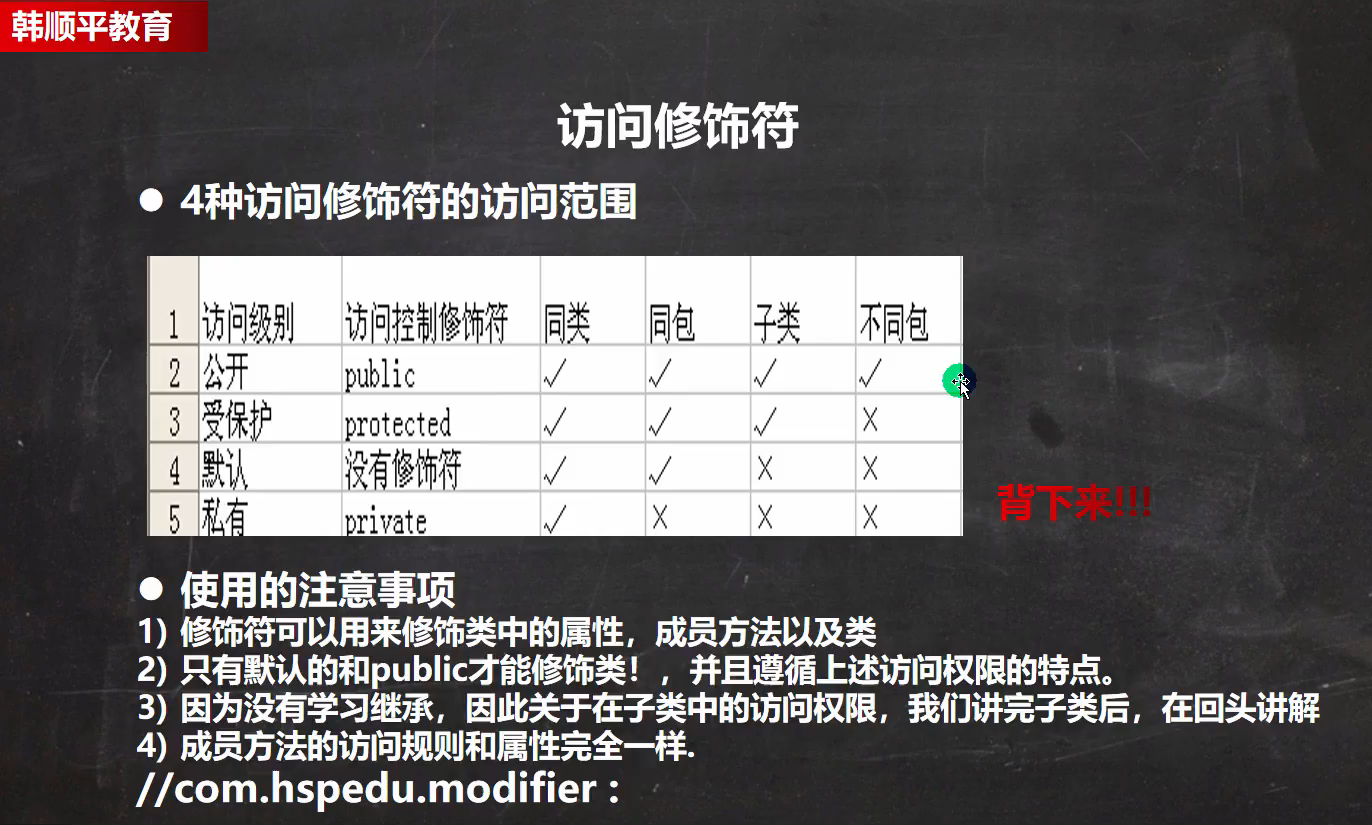 韩顺平教育
访问修饰符
● 4种访问修饰符的访问范围
1 访问级别 访问控制修饰符 同类 同包 子类 不同包
2 公开 public √ √ √ √
3 受保护 protected √ √ √ ×
4 默认 没有修饰符 √ √ × ×
5 私有 private √ × × ×
背下来!!!
● 使用的注意事项
1) 修饰符可以用来修饰类中的属性，成员方法以及类
2) 只有默认的和public才能修饰类！，并且遵循上述访问权限的特点。
3) 因为没有学习继承，因此关于在子类中的访问权限，我们讲完子类后，在回头讲解
4) 成员方法的访问规则和属性完全一样.
//com.hspedu.modifier :